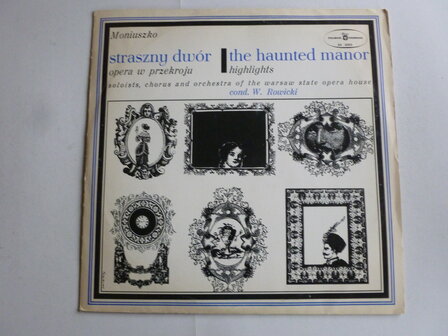 Moniuszko
straszny dwór the haunted manor
opera w przekroju highlights
soloists, chorus and orchestra of the warsaw state opera house
cond. W. Rowicki